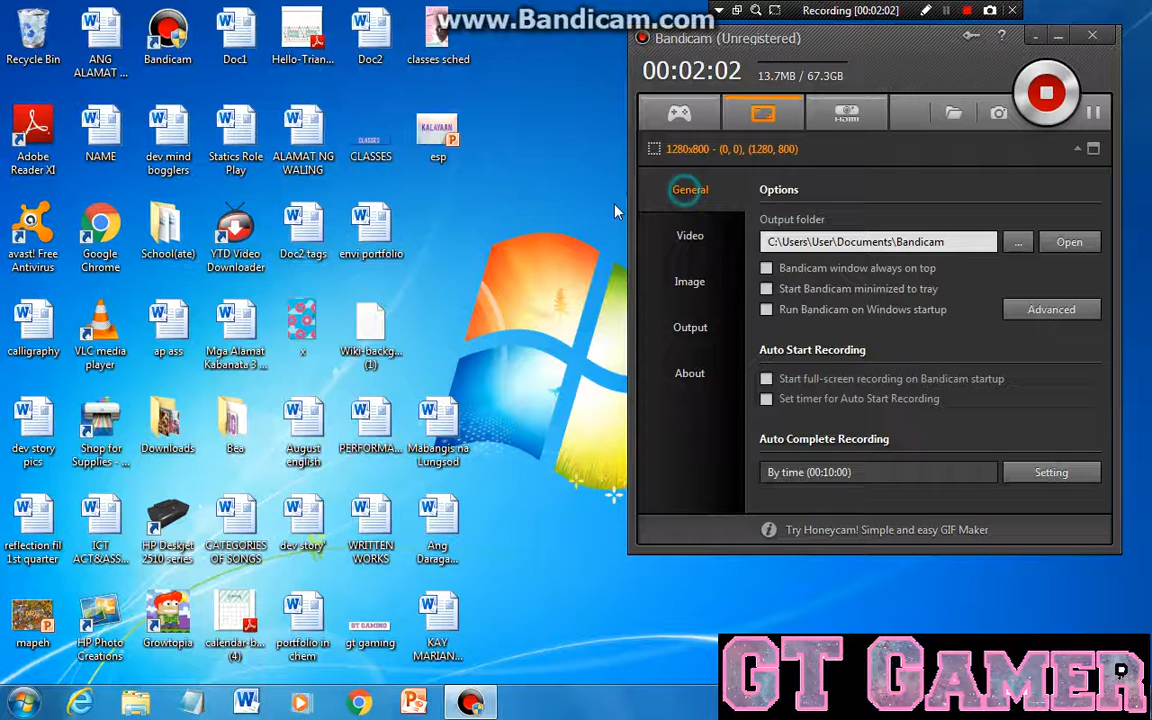 www.Bandicam.com
Recording [00:02:02]
Bandicam (Unregistered)
00:02:02
13.7MB / 67.3GB
HDMI
1280x800 - (0, 0), (1280, 800)
General
Video
Image
Output
About
Options
Output folder
C:\Users\User\Documents\Bandicam
...
Open
Bandicam window always on top
Start Bandicam minimized to tray
Run Bandicam on Windows startup
Advanced
Auto Start Recording
Start full-screen recording on Bandicam startup
Set timer for Auto Start Recording
Auto Complete Recording
By time (00:10:00)
Setting
Try Honeycam! Simple and easy GIF Maker
Recycle Bin
ANG
ALAMAT ...
Bandicam
Doc1
Hello-Trian...
Doc2
classes sched
Adobe
Reader XI
NAME
dev mind
bogglers
Statics Role
Play
ALAMAT NG
WALING
CLASSES
CLASSES
KALAYAAN
esp
avast! Free
Antivirus
Google
Chrome
School(ate)
YTD Video
Downloader
Doc2 tags
envi portfolio
calligraphy
VLC media
player
ap ass
Mga Alamat
Kabanata 3 ...
x
Wiki-backg...
(1)
dev story
pics
Shop for
Supplies - ...
Downloads
Bea
August
english
PERFORMA...
Mabangis na
Lungsod
reflection fil
1st quarter
ICT
ACT&ASS...
HP Deskjet
2510 series
CATEGORIES
OF SONGS
dev story'
WRITTEN
WORKS
Ang
Daraga...
mapeh
HP Photo
Creations
Growtopia
calendar-b...
(4)
portfolio in
chem
GT GAMING
gt gaming
KAY
MARIAN...
GT GAMER